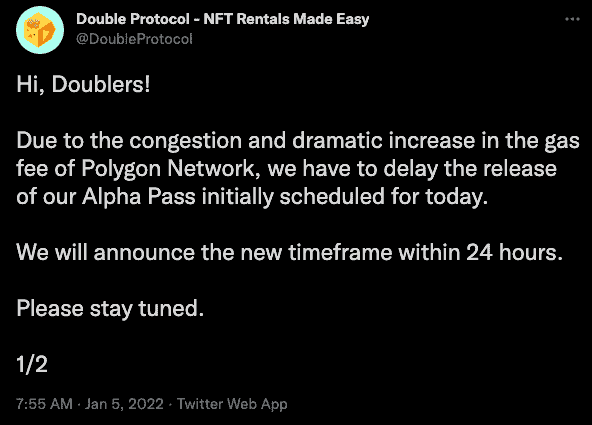 Double Protocol - NFT Rentals Made Easy
@DoubleProtocol
Hi, Doublers!
Due to the congestion and dramatic increase in the gas
fee of Polygon Network, we have to delay the release
of our Alpha Pass initially scheduled for today.
We will announce the new timeframe within 24 hours.
Please stay tuned.
1/2
7:55 AM · Jan 5, 2022 · Twitter Web App